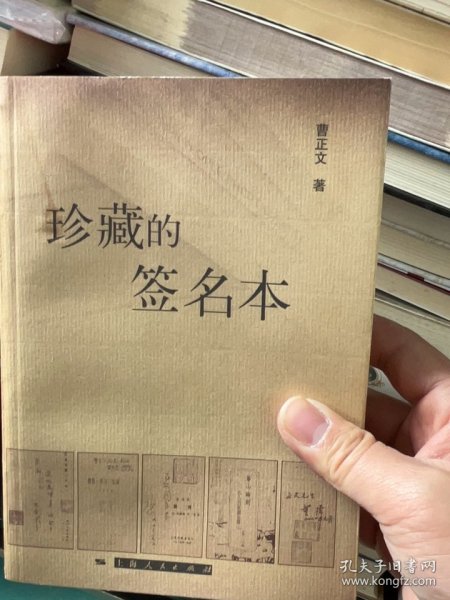 曹正文 著
珍藏的
签名本
上海人民出版社
孔夫子旧书网
www.kongfz.com